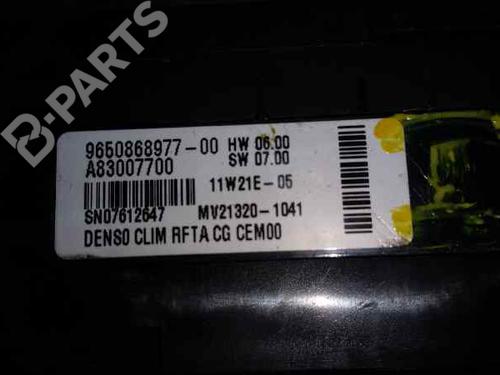 B-PARTS
9650868977-00 HW 06.00
A83007700 SW 07.00
11W21E-05
SN07612647 MV21320-1041
DENSO CLIM RFTA CG CEM00